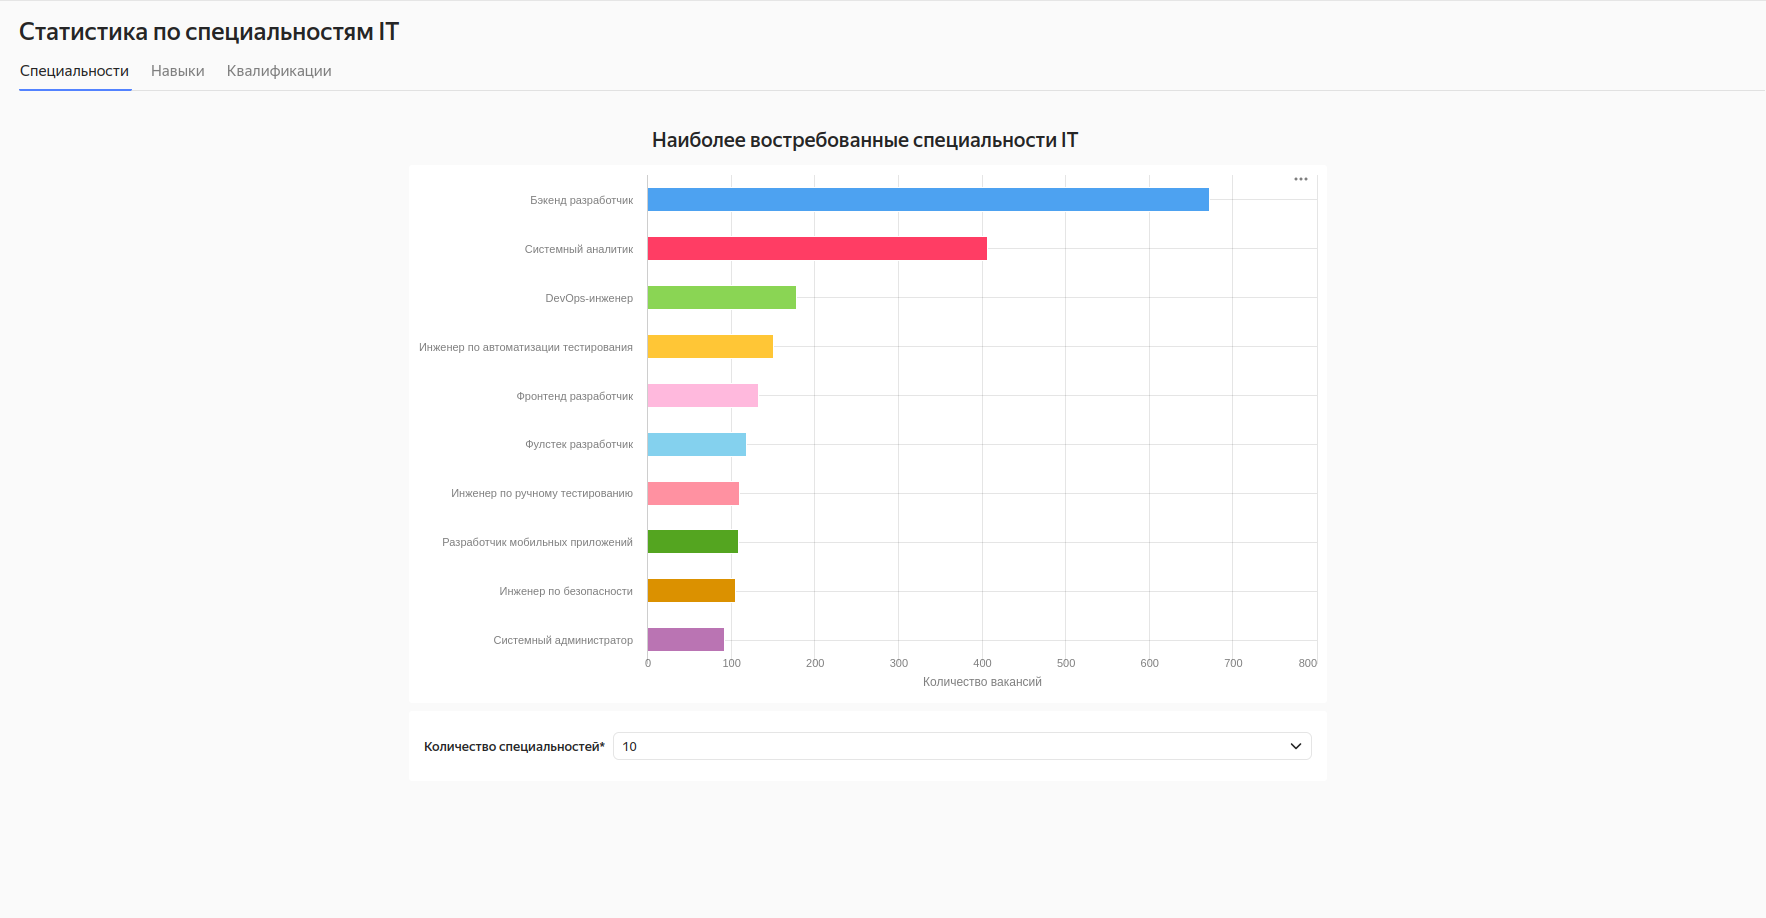 Статистика по специальностям IT
Специальности Навыки Квалификации
Наиболее востребованные специальности IT
Бэкенд разработчик
Системный аналитик
DevOps-инженер
Инженер по автоматизации тестирования
Фронтенд разработчик
Фулстек разработчик
Инженер по ручному тестированию
Разработчик мобильных приложений
Инженер по безопасности
Системный администратор
0 100 200 300 400 500 600 700 800
Количество вакансий
Количество специальностей* 10